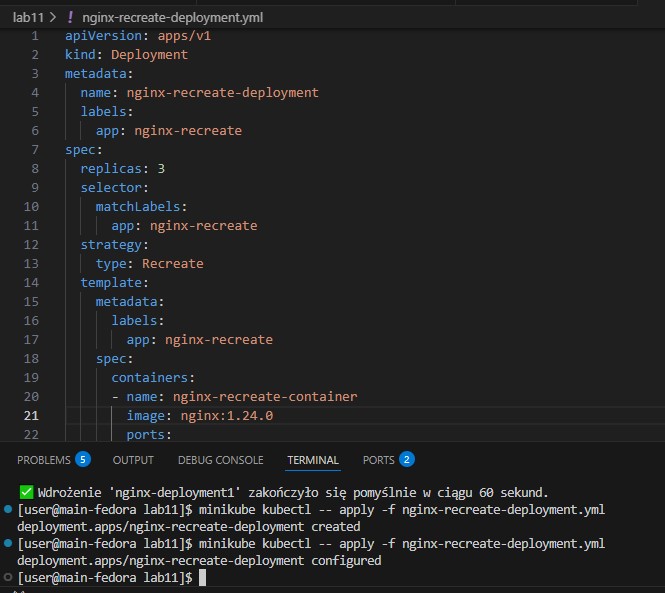 lab11 > ! nginx-recreate-deployment.yml
1 apiVersion: apps/v1
2 kind: Deployment
3 metadata:
4   name: nginx-recreate-deployment
5   labels:
6     app: nginx-recreate
7 spec:
8   replicas: 3
9   selector:
10     matchLabels:
11       app: nginx-recreate
12   strategy:
13     type: Recreate
14   template:
15     metadata:
16       labels:
17         app: nginx-recreate
18     spec:
19       containers:
20       - name: nginx-recreate-container
21         image: nginx:1.24.0
22         ports:
PROBLEMS 5 OUTPUT DEBUG CONSOLE TERMINAL PORTS 2
✅ Wdrożenie 'nginx-deployment1' zakończyło się pomyślnie w ciągu 60 sekund.
[user@main-fedora lab11]$ minikube kubectl -- apply -f nginx-recreate-deployment.yml
deployment.apps/nginx-recreate-deployment created
[user@main-fedora lab11]$ minikube kubectl -- apply -f nginx-recreate-deployment.yml
deployment.apps/nginx-recreate-deployment configured
[user@main-fedora lab11]$